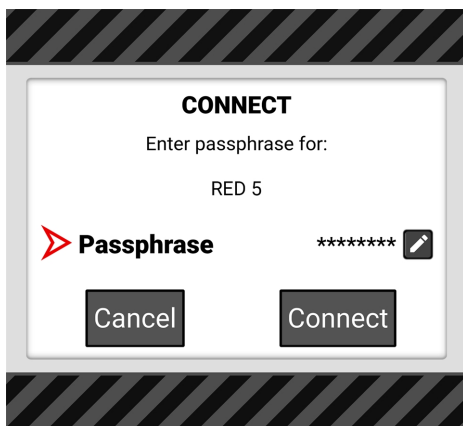 CONNECT
Enter passphrase for:
RED 5
Passphrase ********
Cancel Connect